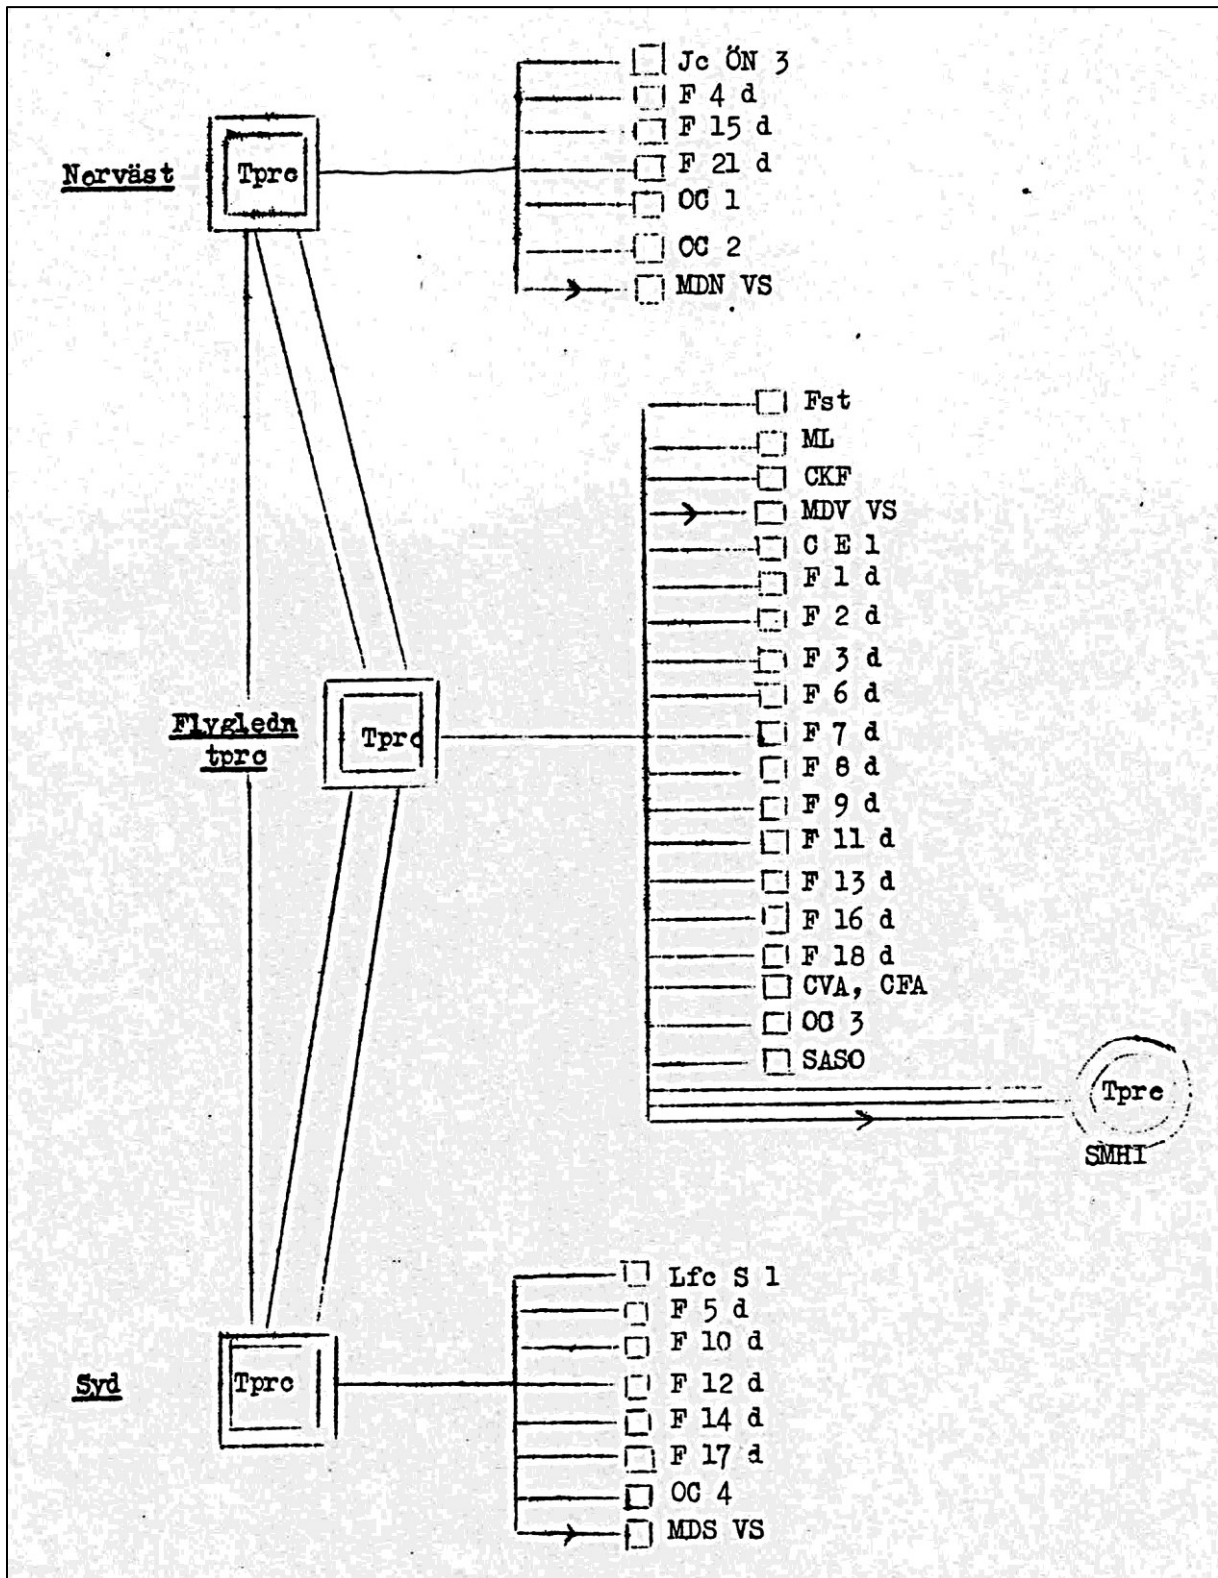 Jc ÖN 3
F 4 d
F 15 d
Norväst
Tprc
F 21 d
OC 1
OC 2
MDN VS
Fst
ML
CKF
MDV VS
C E 1
F 1 d
F 2 d
F 3 d
F 6 d
Flygledn
tprc
Tprc
F 7 d
F 8 d
F 9 d
F 11 d
F 13 d
F 16 d
F 18 d
CVA, CFA
OC 3
SASO
Tprc
SMHI
Lfc S 1
F 5 d
F 10 d
Syd
Tprc
F 12 d
F 14 d
F 17 d
OC 4
MDS VS